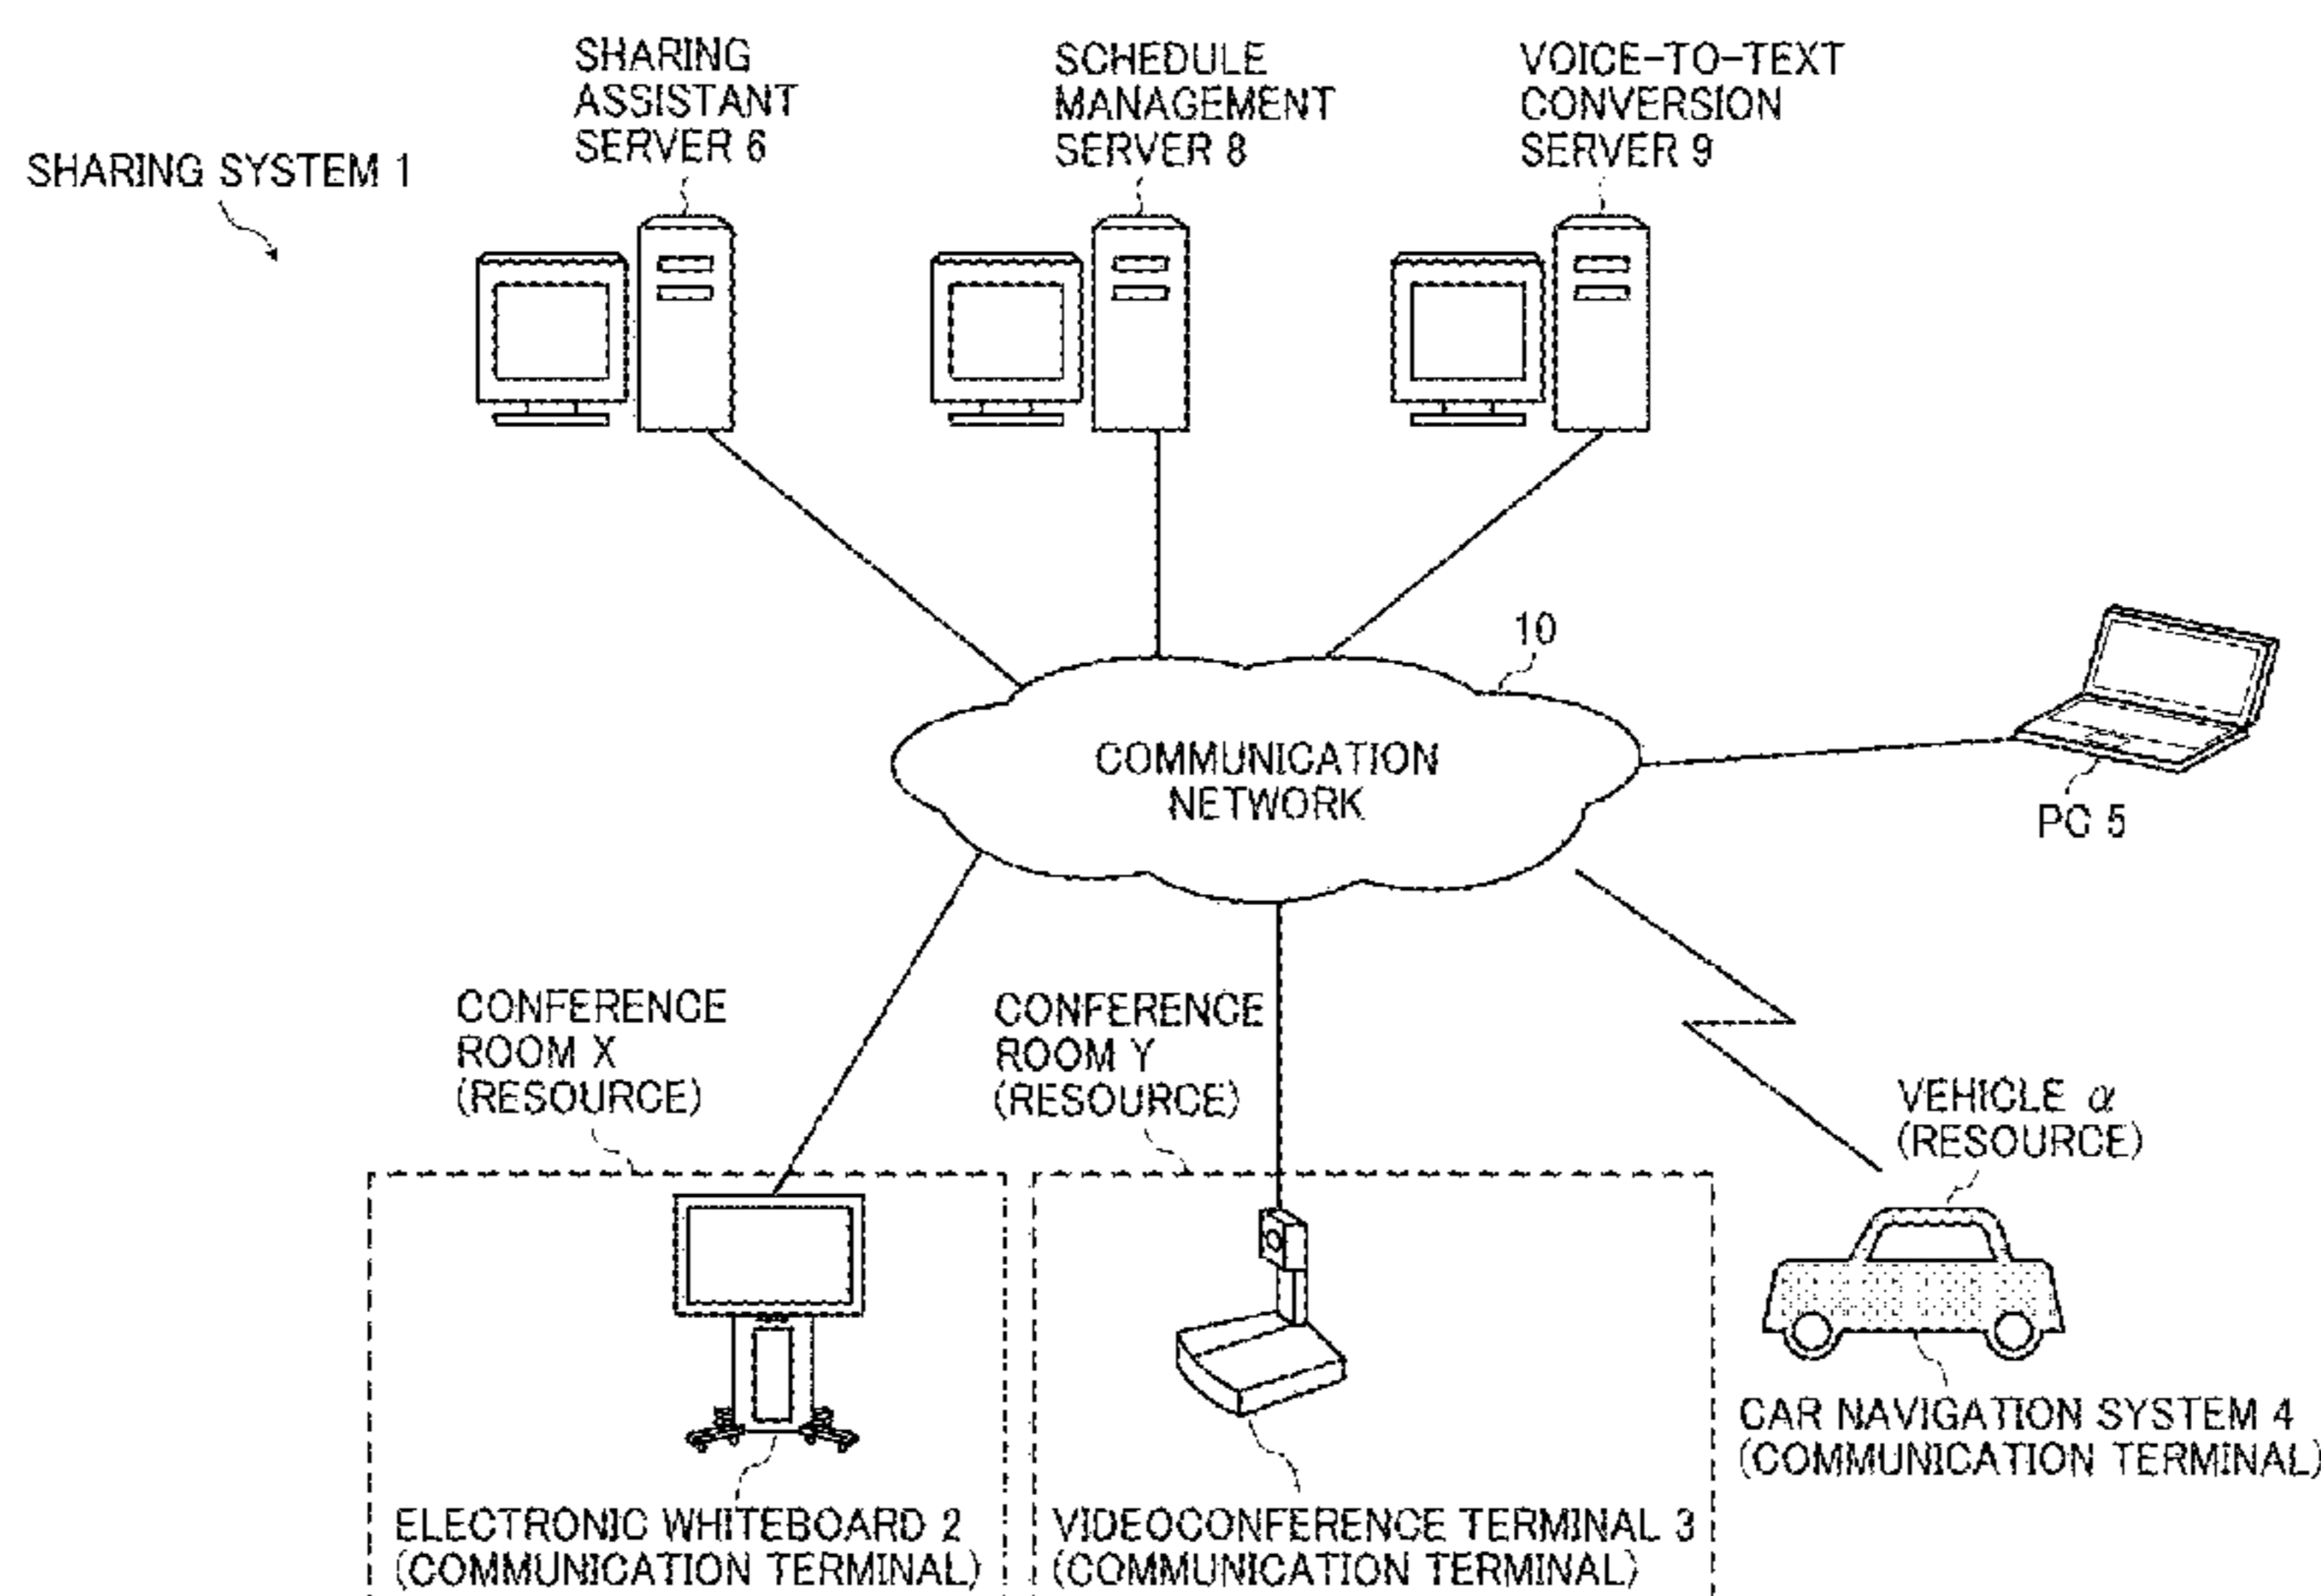 SHARING SYSTEM 1
SHARING
ASSISTANT
SERVER 6
SCHEDULE
MANAGEMENT
SERVER 8
VOICE-TO-TEXT
CONVERSION
SERVER 9
10
COMMUNICATION
NETWORK
PC 5
CONFERENCE
ROOM X
(RESOURCE)
CONFERENCE
ROOM Y
(RESOURCE)
VEHICLE α
(RESOURCE)
CAR NAVIGATION SYSTEM 4
(COMMUNICATION TERMINAL)
ELECTRONIC WHITEBOARD 2
(COMMUNICATION TERMINAL)
VIDEOCONFERENCE TERMINAL 3
(COMMUNICATION TERMINAL)